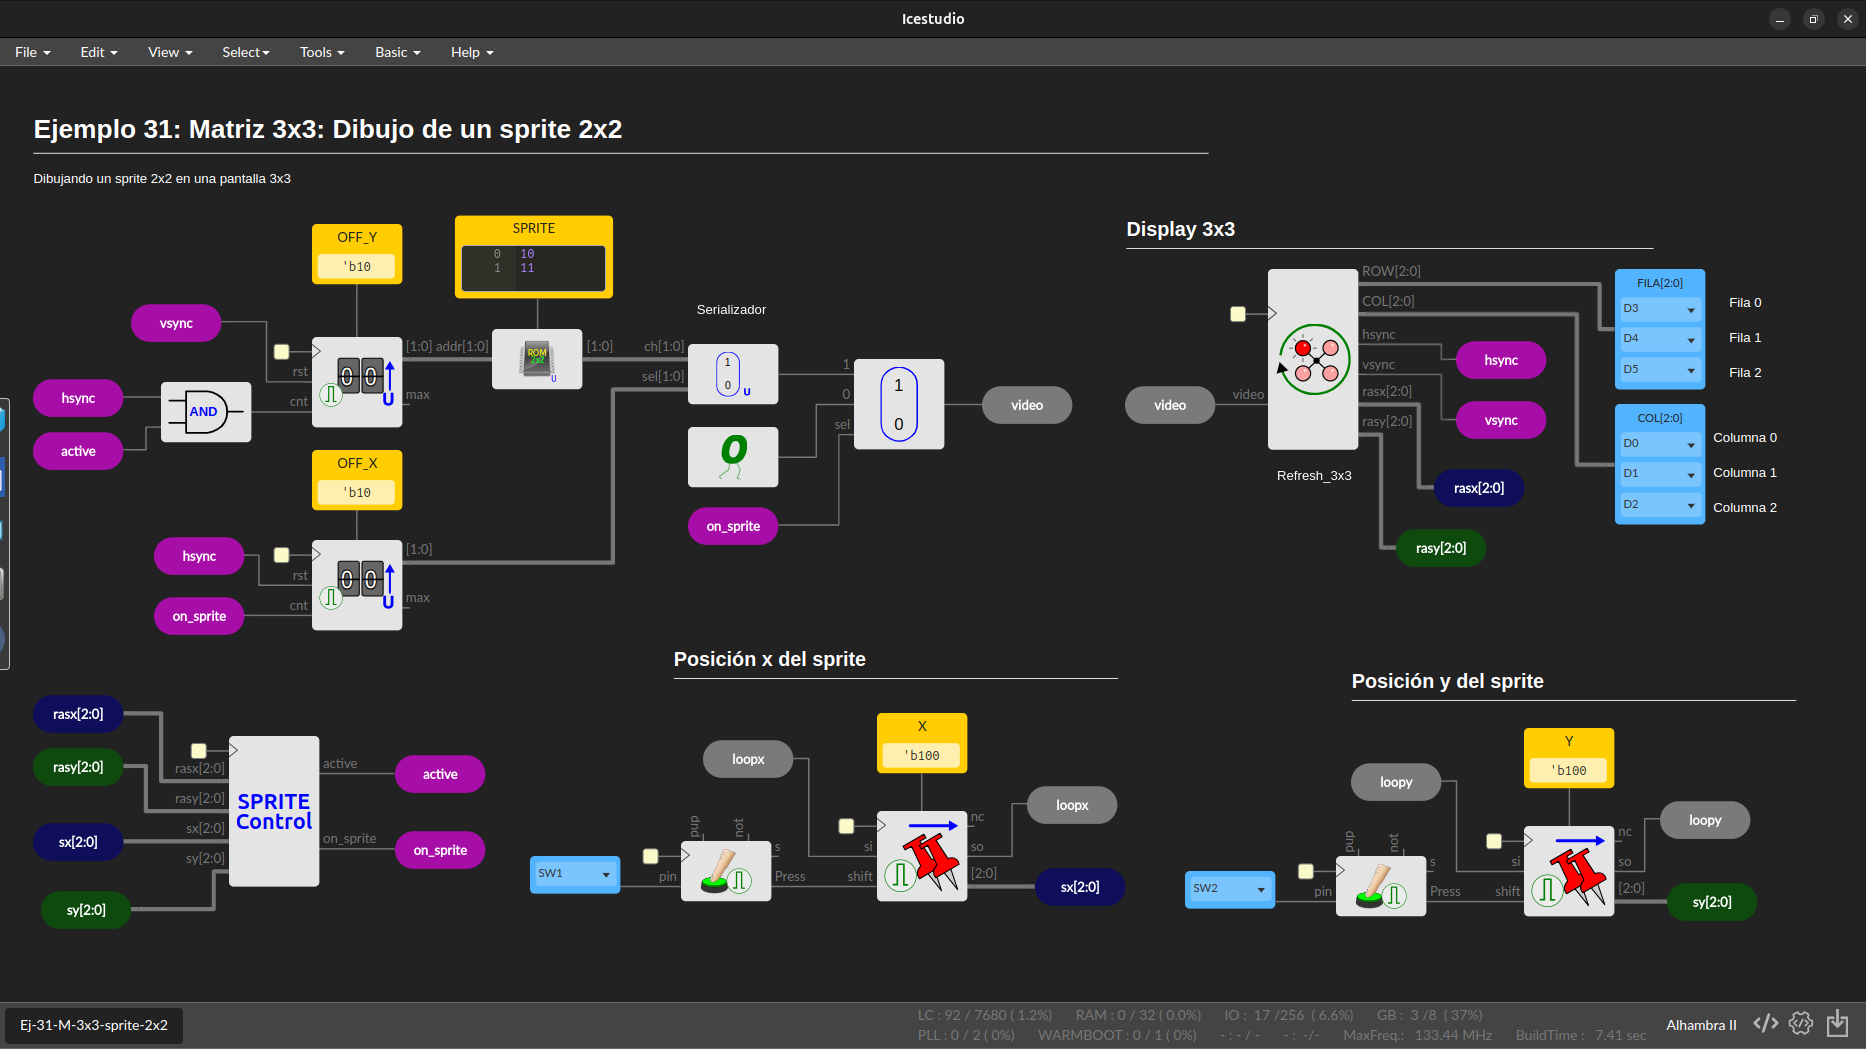 Icestudio
File Edit View Select Tools Basic Help
Ejemplo 31: Matriz 3x3: Dibujo de un sprite 2x2
Dibujando un sprite 2x2 en una pantalla 3x3
OFF_Y
'b10
SPRITE
0 10
1 11
vsync
hsync
active
AND
rst
cnt
0 0
U
max
[1:0]
addr[1:0]
ROM
2x2
U
[1:0]
Serializador
ch[1:0]
sel[1:0]
1
0
U
0
1
0
sel
1
0
on_sprite
video
OFF_X
'b10
hsync
on_sprite
rst
cnt
0 0
U
[1:0]
max
Display 3x3
video
video
ROW[2:0]
COL[2:0]
hsync
vsync
rasx[2:0]
rasy[2:0]
Refresh_3x3
hsync
vsync
rasx[2:0]
rasy[2:0]
FILA[2:0]
D3
D4
D5
Fila 0
Fila 1
Fila 2
COL[2:0]
D0
D1
D2
Columna 0
Columna 1
Columna 2
rasx[2:0]
rasy[2:0]
sx[2:0]
sy[2:0]
rasx[2:0]
rasy[2:0]
sx[2:0]
sy[2:0]
SPRITE
Control
active
on_sprite
active
on_sprite
Posición x del sprite
loopx
X
'b100
SW1
pin
pup
not
s
Press
si
shift
nc
so
[2:0]
loopx
sx[2:0]
Posición y del sprite
loopy
Y
'b100
SW2
pin
pup
not
s
Press
si
shift
nc
so
[2:0]
loopy
sy[2:0]
Ej-31-M-3x3-sprite-2x2
LC : 92 / 7680 ( 1.2%) RAM : 0 / 32 ( 0.0%) IO : 17 /256 ( 6.6%) GB : 3 /8 ( 37%)
PLL : 0 / 2 ( 0%) WARMBOOT : 0 / 1 ( 0%) - : - / - - : -/- MaxFreq.: 133.44 MHz BuildTime : 7.41 sec
Alhambra II